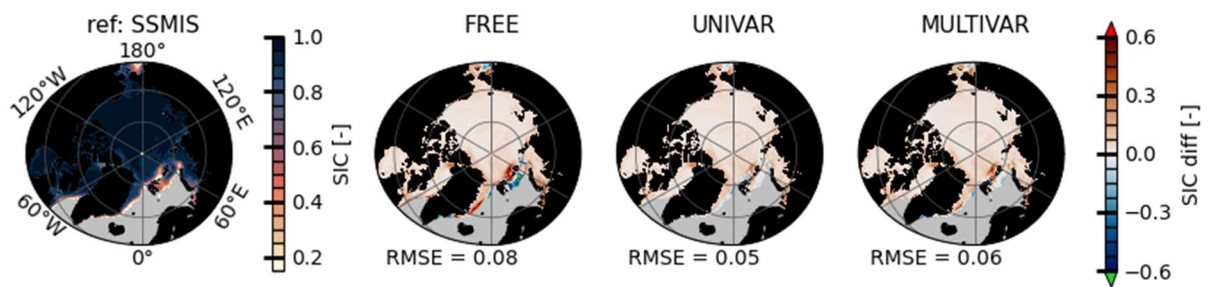 ref: SSMIS
180°
120°W
120°E
60°W
60°E
0°
1.0
0.8
0.6
0.4
0.2
SIC [-]
FREE
RMSE = 0.08
UNIVAR
RMSE = 0.05
MULTIVAR
RMSE = 0.06
0.6
0.3
0.0
−0.3
−0.6
SIC diff [-]